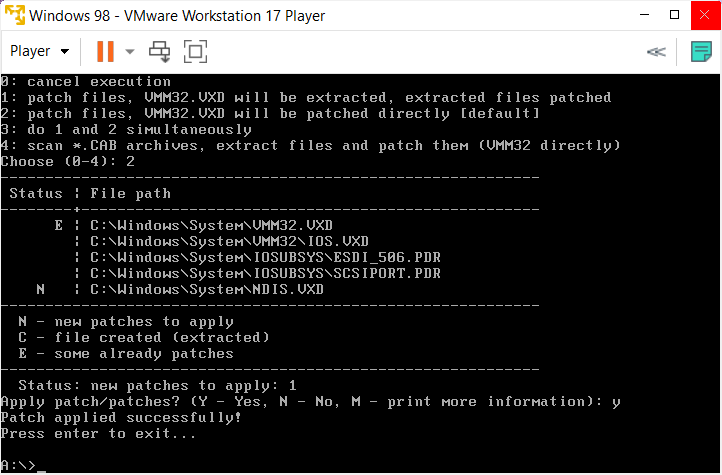 Windows 98 - VMware Workstation 17 Player
Player
0: cancel execution
1: patch files, VMM32.VXD will be extracted, extracted files patched
2: patch files, VMM32.VXD will be patched directly [default]
3: do 1 and 2 simultaneously
4: scan *.CAB archives, extract files and patch them (VMM32 directly)
Choose (0-4): 2
------------------------------------------------------------
Status ¦ File path
--------+---------------------------------------------------
E ¦ C:\Windows\System\VMM32.VXD
¦ C:\Windows\System\VMM32\IOS.VXD
¦ C:\Windows\System\IOSUBSYS\ESDI_506.PDR
¦ C:\Windows\System\IOSUBSYS\SCSIPORT.PDR
N ¦ C:\Windows\System\NDIS.VXD
------------------------------------------------------------
N - new patches to apply
C - file created (extracted)
E - some already patches
------------------------------------------------------------
Status: new patches to apply: 1
Apply patch/patches? (Y - Yes, N - No, M - print more information): y
Patch applied successfully!
Press enter to exit...
A:\>_